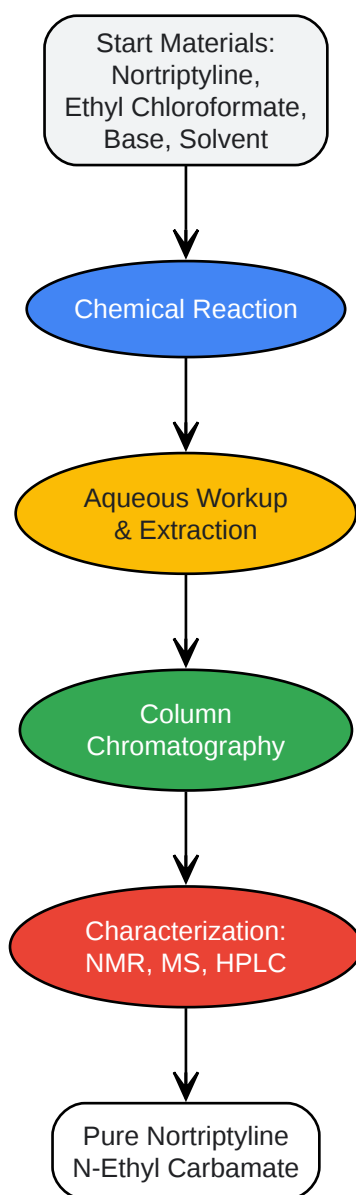 Start Materials:
Nortriptyline,
Ethyl Chloroformate,
Base, Solvent
Chemical Reaction
Aqueous Workup
& Extraction
Column
Chromatography
Characterization:
NMR, MS, HPLC
Pure Nortriptyline
N-Ethyl Carbamate